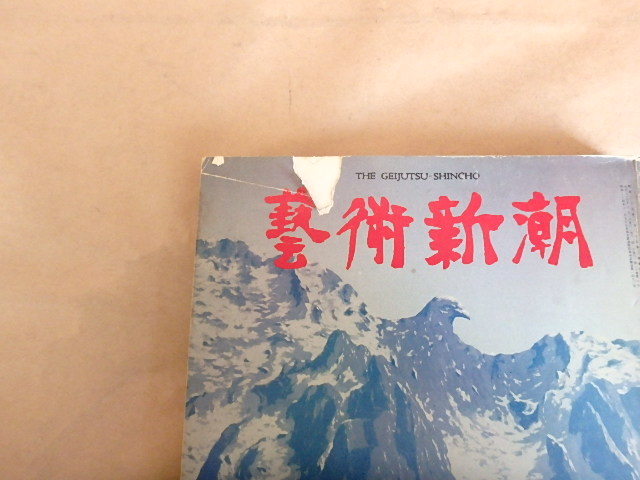 THE GEIJUTSU-SHINCHO
藝術新潮